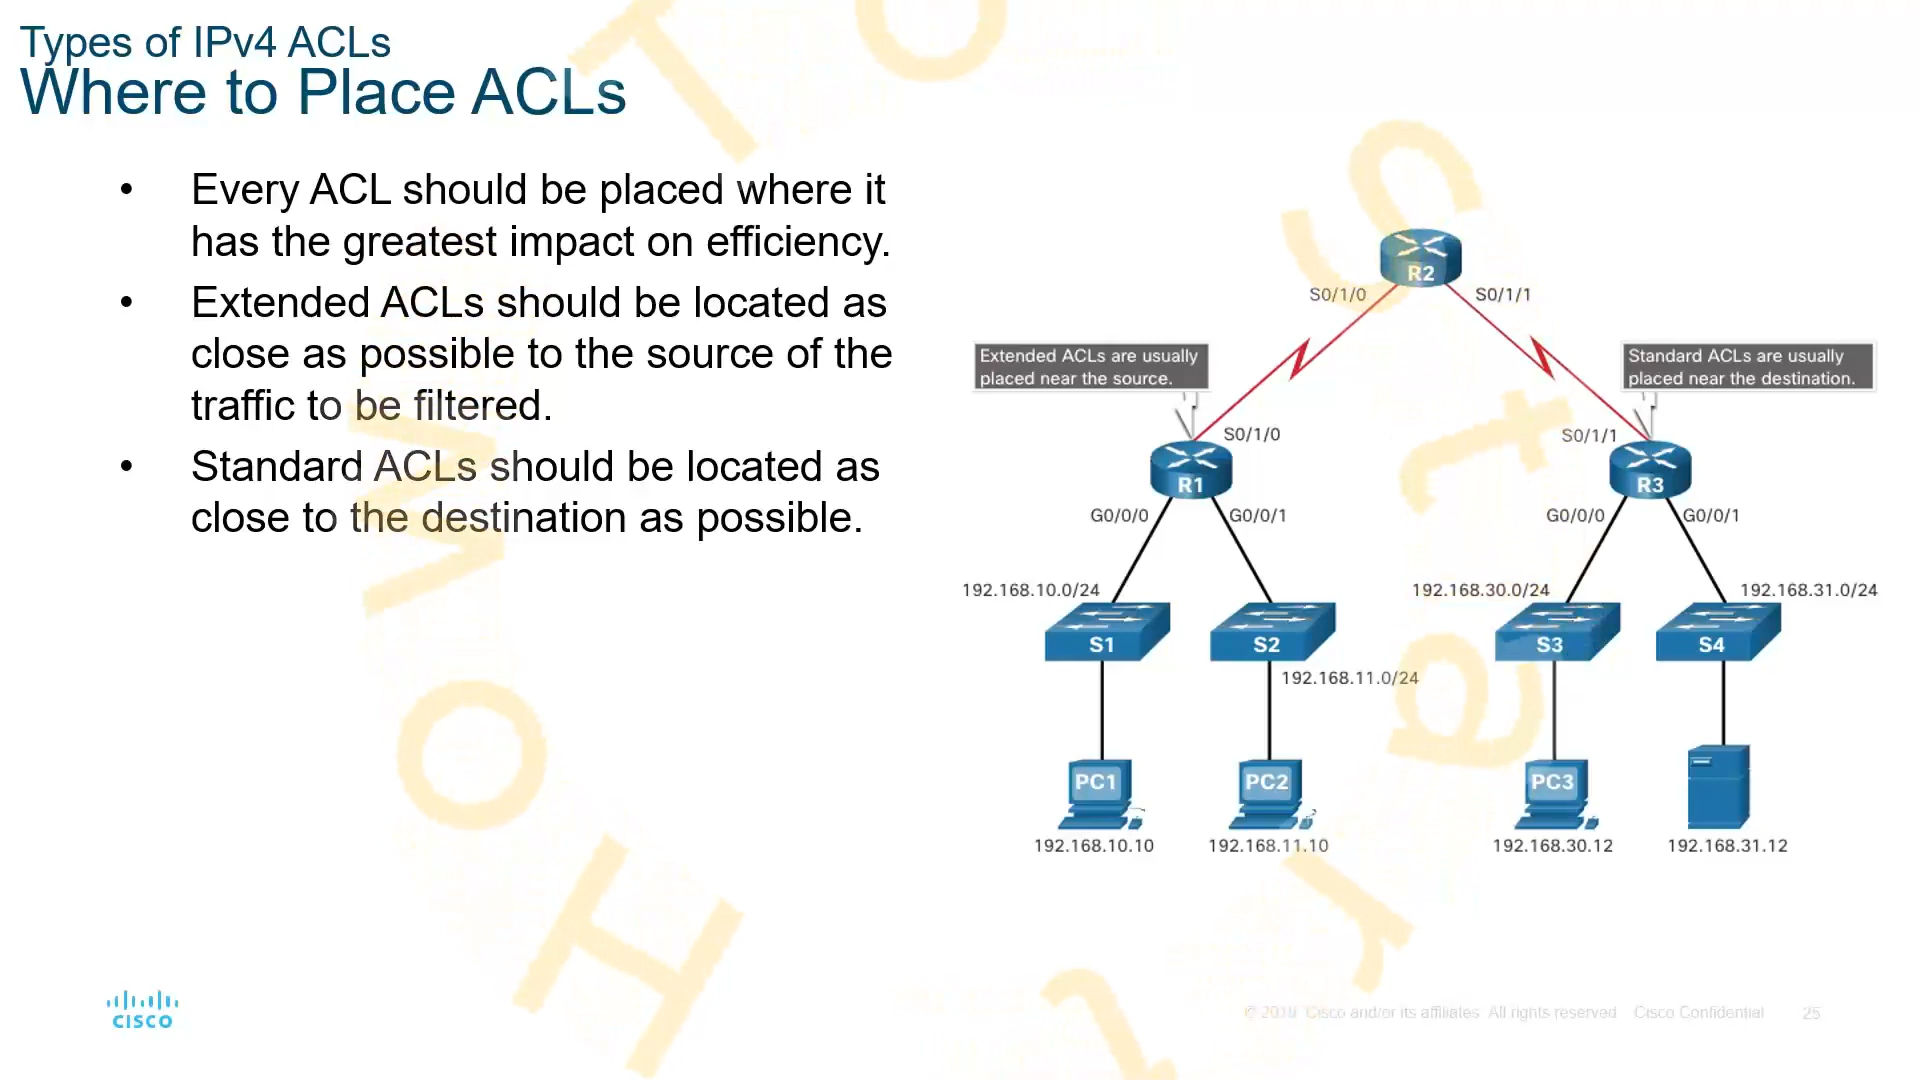 Types of IPv4 ACLs
Where to Place ACLs
• Every ACL should be placed where it
has the greatest impact on efficiency.
• Extended ACLs should be located as
close as possible to the source of the
traffic to be filtered.
• Standard ACLs should be located as
close to the destination as possible.
R2
S0/1/0
S0/1/1
Extended ACLs are usually
placed near the source.
Standard ACLs are usually
placed near the destination.
S0/1/0
S0/1/1
R1
R3
G0/0/0
G0/0/1
G0/0/0
G0/0/1
192.168.10.0/24
192.168.30.0/24
192.168.31.0/24
S1
S2
S3
S4
192.168.11.0/24
PC1
PC2
PC3
192.168.10.10
192.168.11.10
192.168.30.12
192.168.31.12
How To
Start
CISCO
© 2019 Cisco and/or its affiliates. All rights reserved. Cisco Confidential
25